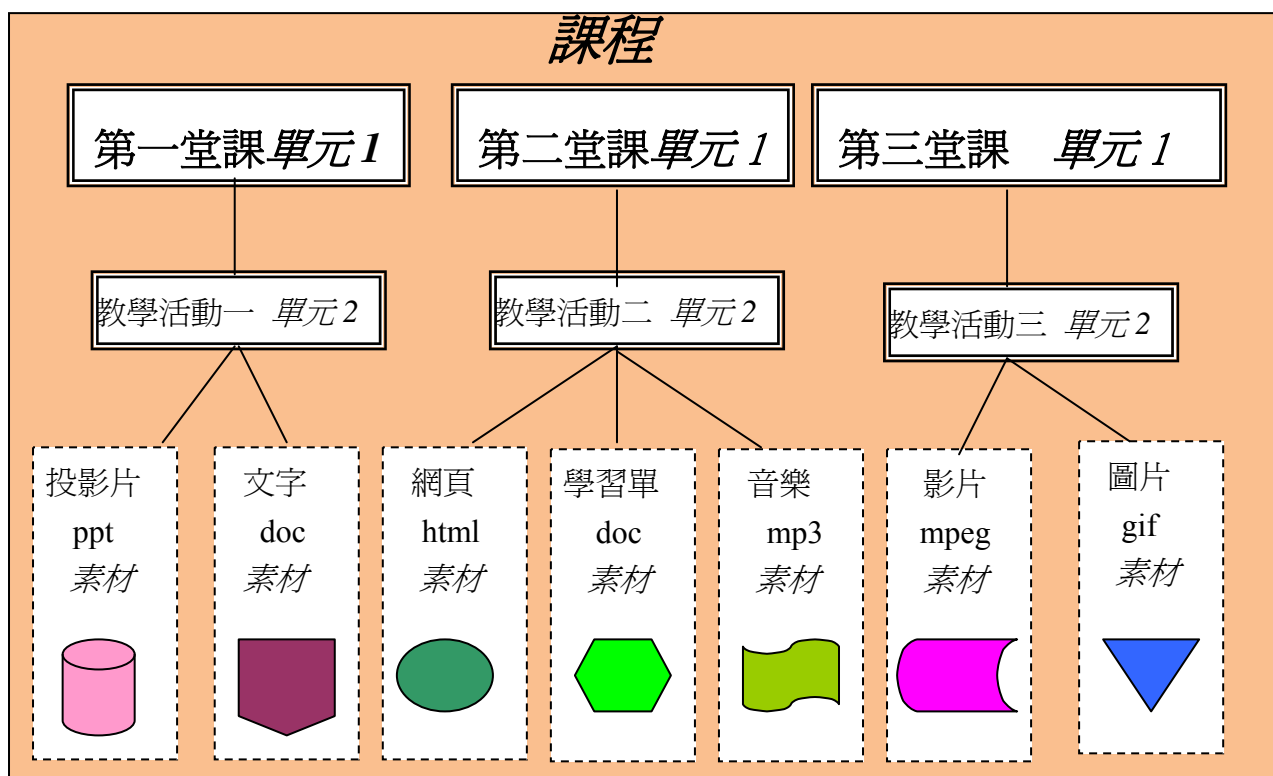 課程
第一堂課單元 1
第二堂課單元 1
第三堂課 單元 1
教學活動一 單元 2
教學活動二 單元 2
教學活動三 單元 2
投影片
ppt
素材
文字
doc
素材
網頁
html
素材
學習單
doc
素材
音樂
mp3
素材
影片
mpeg
素材
圖片
gif
素材